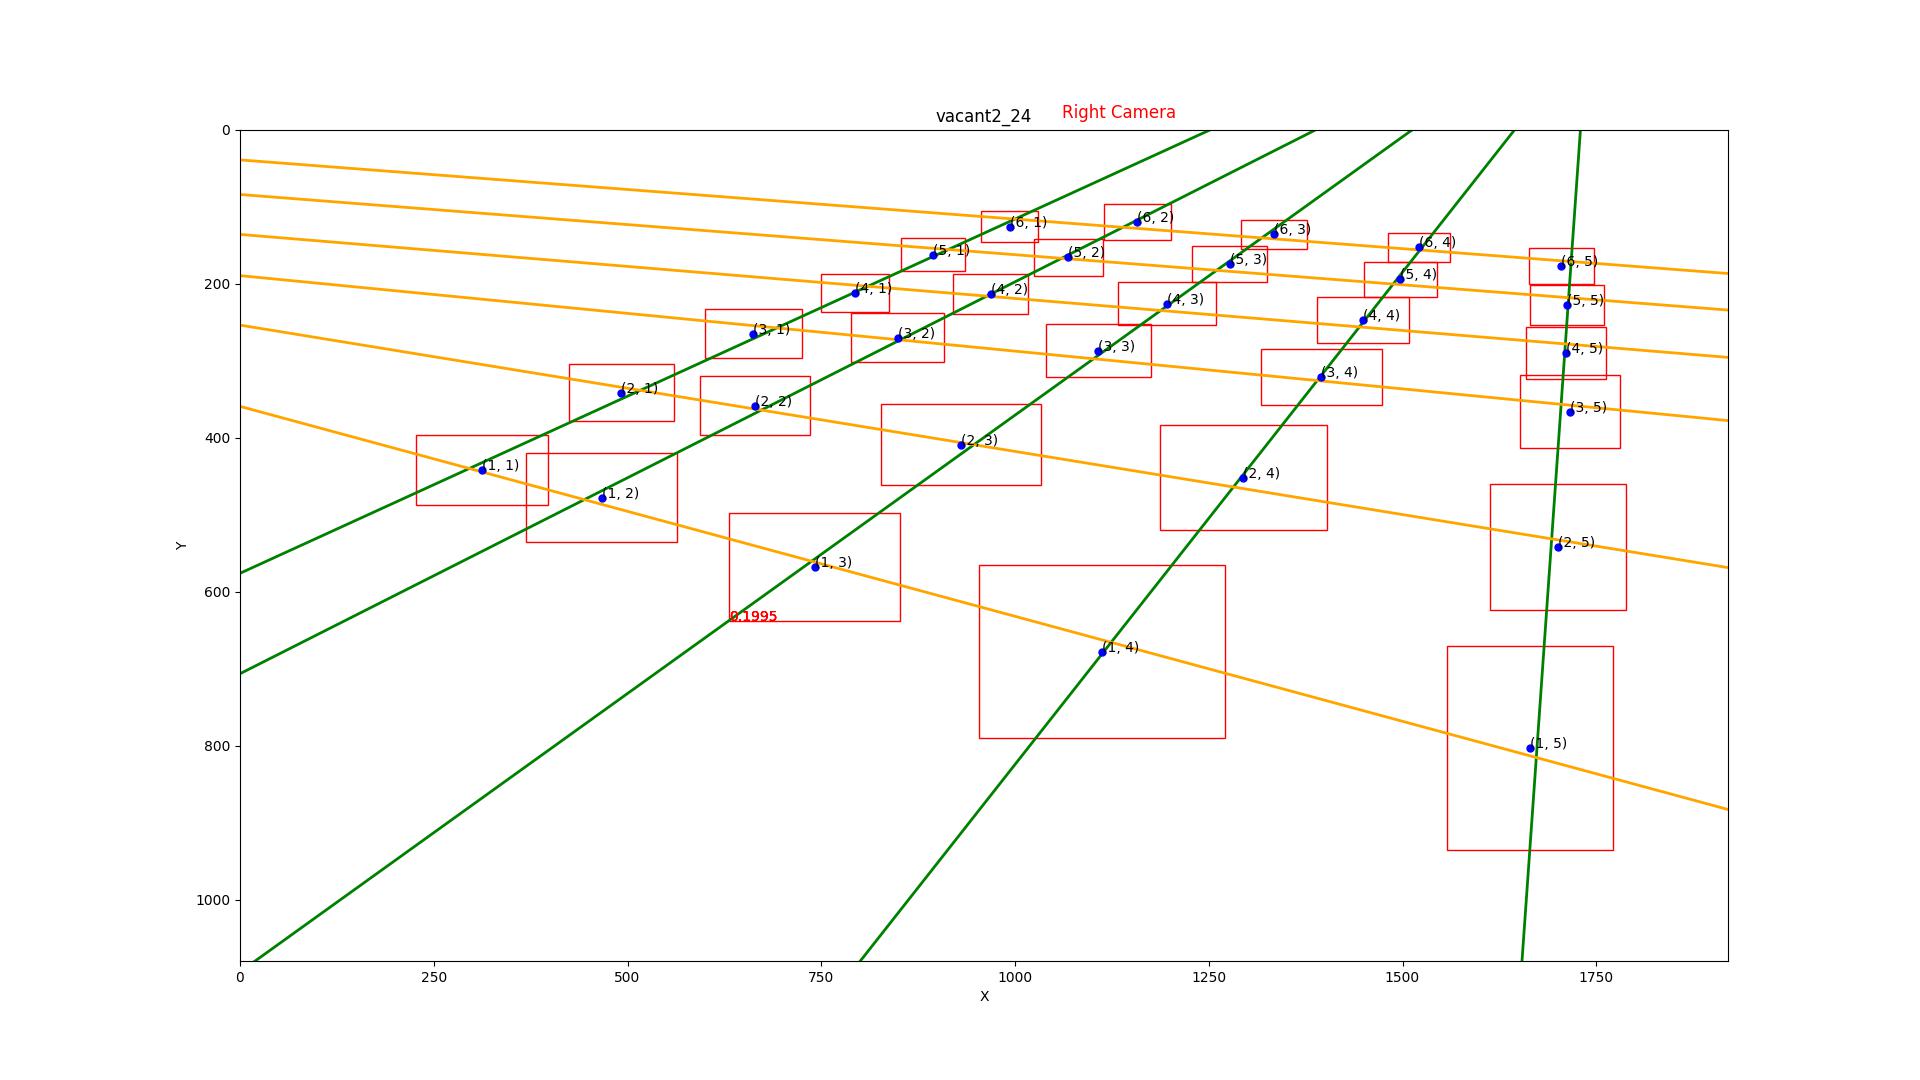 vacant2_24 Right Camera
0
(6, 1) (6, 2) (6, 3) (6, 4) (6, 5)
(5, 1) (5, 2) (5, 3) (5, 4) (5, 5)
200
(4, 1) (4, 2) (4, 3) (4, 4) (4, 5)
(3, 1) (3, 2) (3, 3) (3, 4) (3, 5)
(2, 1) (2, 2) (2, 3) (2, 4) (2, 5)
400
(1, 1) (1, 2) (1, 3) (1, 4) (1, 5)
Y
600
800
1000
0 250 500 750 1000 1250 1500 1750
X